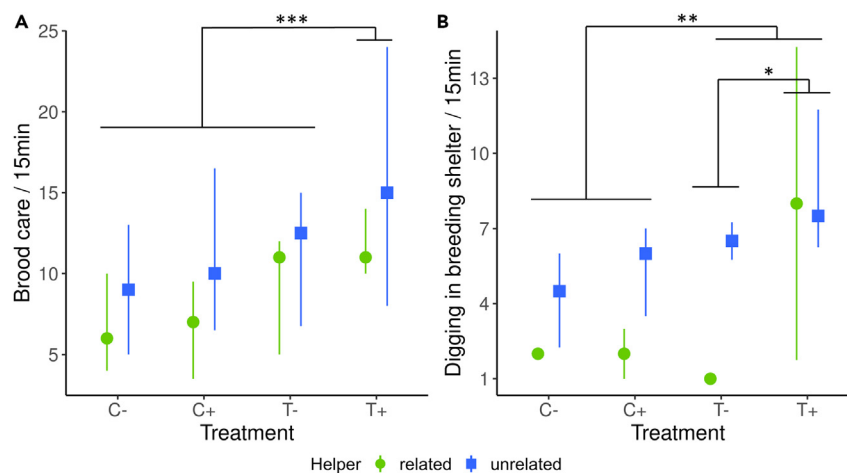 A
Brood care / 15min
25
20
15
10
5
***
C-
C+
T-
T+
Treatment
B
Digging in breeding shelter / 15min
13
10
7
4
1
**
*
C-
C+
T-
T+
Treatment
Helper related unrelated